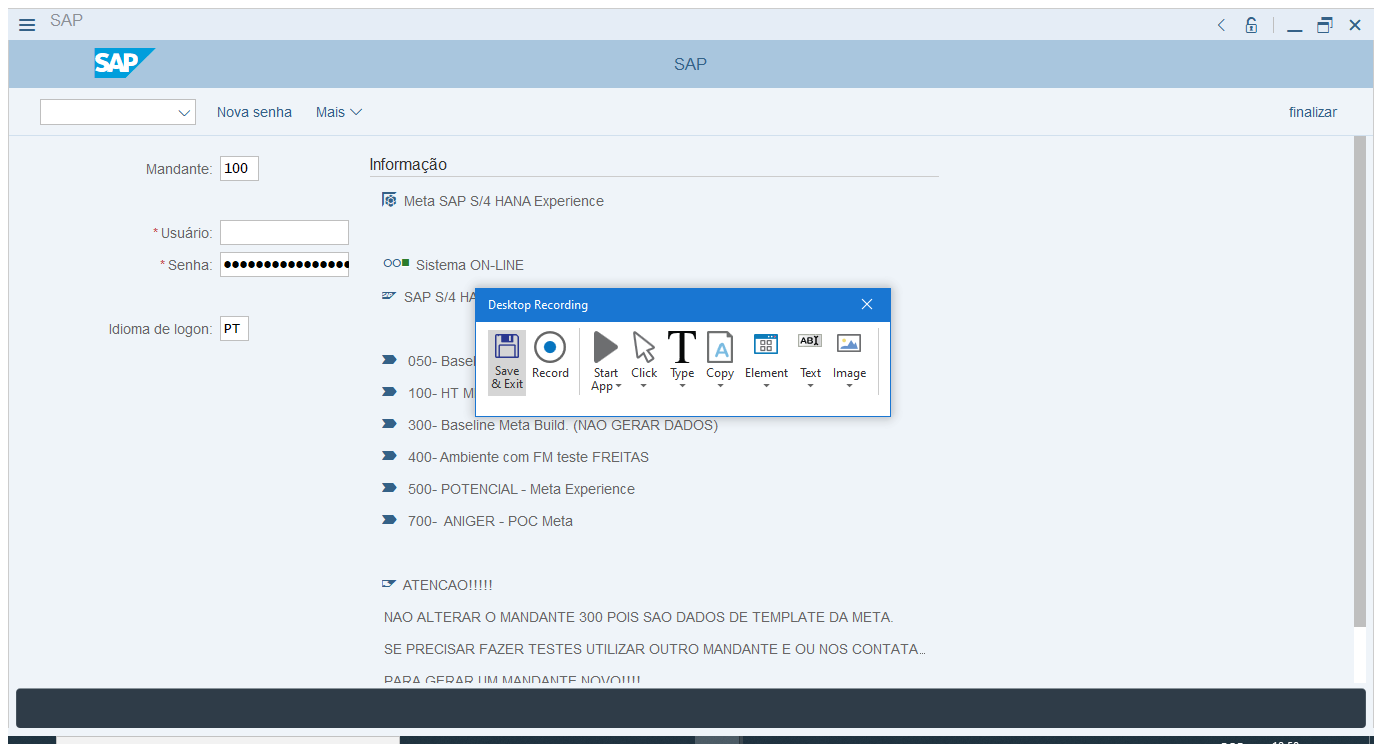 SAP
SAP
SAP
Nova senha Mais finalizar
Mandante: 100
Informação
Meta SAP S/4 HANA Experience
*Usuário:
*Senha:
Sistema ON-LINE
SAP S/4 HA
Idioma de logon: PT
Desktop Recording
Save & Exit
Record
Start App
Click
Type
Copy
Element
ABI
Text
Image
050- Basel
100- HT M
300- Baseline Meta Build. (NAO GERAR DADOS)
400- Ambiente com FM teste FREITAS
500- POTENCIAL - Meta Experience
700- ANIGER - POC Meta
ATENCAO!!!!!
NAO ALTERAR O MANDANTE 300 POIS SAO DADOS DE TEMPLATE DA META.
SE PRECISAR FAZER TESTES UTILIZAR OUTRO MANDANTE E OU NOS CONTATA…
PARA GERAR UM MANDANTE NOVO!!!!